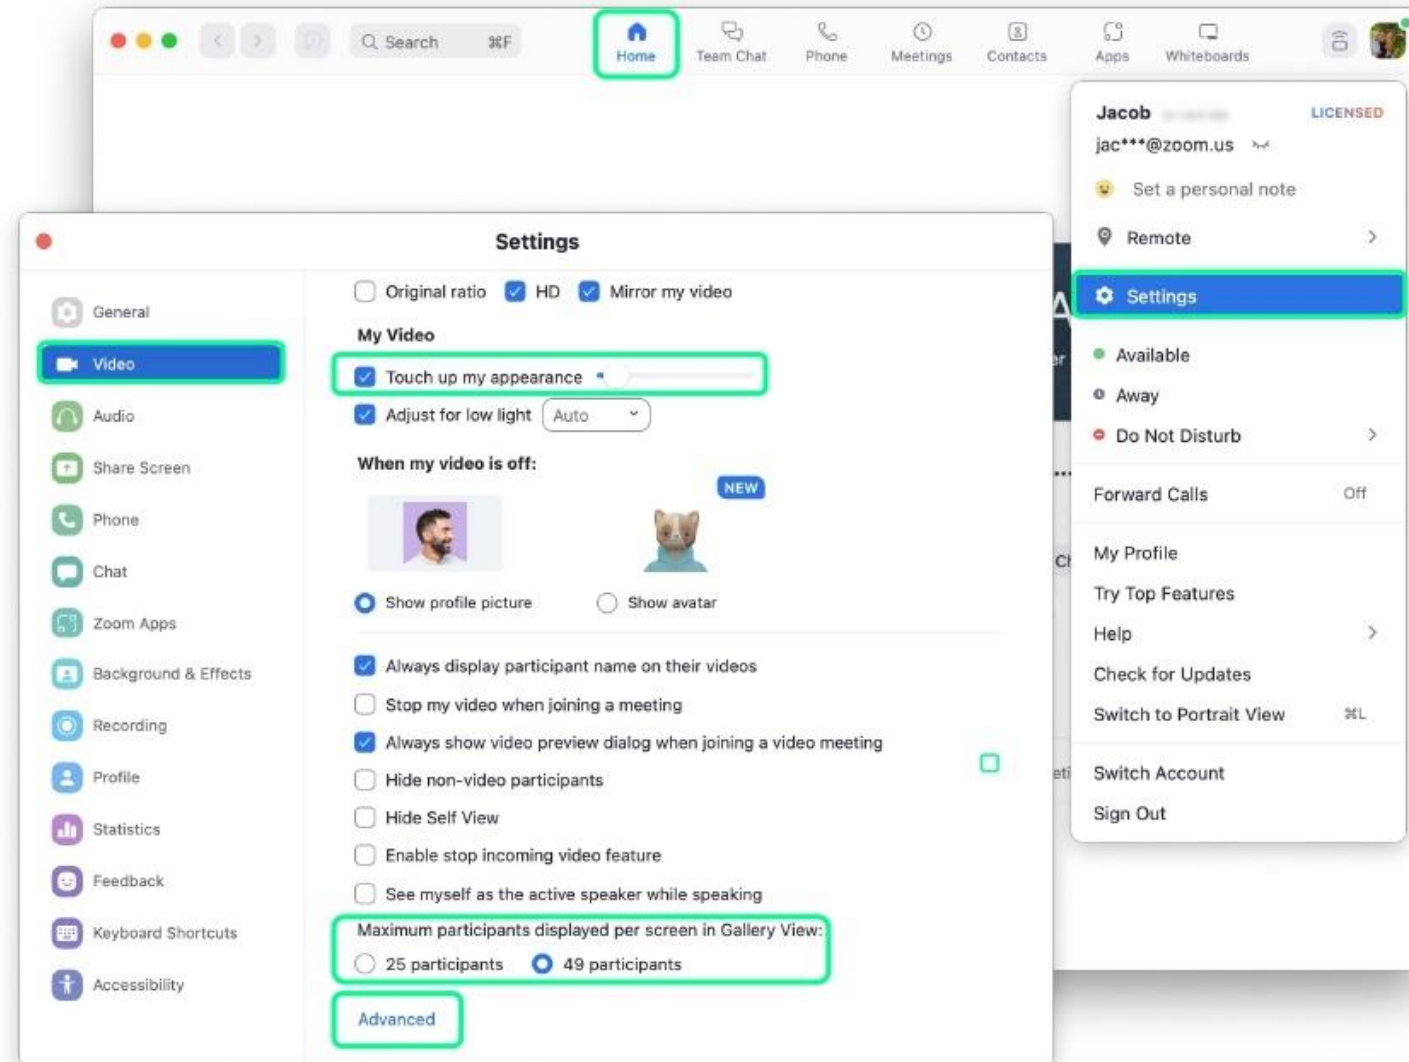 Search ⌘F
Home
Team Chat
Phone
Meetings
Contacts
Apps
Whiteboards
Jacob
LICENSED
jac***@zoom.us
Set a personal note
Remote
Settings
Available
Away
Do Not Disturb
Forward Calls Off
My Profile
Try Top Features
Help
Check for Updates
Switch to Portrait View ⌘L
Switch Account
Sign Out
Settings
General
Video
Audio
Share Screen
Phone
Chat
Zoom Apps
Background & Effects
Recording
Profile
Statistics
Feedback
Keyboard Shortcuts
Accessibility
Original ratio HD Mirror my video
My Video
Touch up my appearance
Adjust for low light Auto
When my video is off:
NEW
Show profile picture Show avatar
Always display participant name on their videos
Stop my video when joining a meeting
Always show video preview dialog when joining a video meeting
Hide non-video participants
Hide Self View
Enable stop incoming video feature
See myself as the active speaker while speaking
Maximum participants displayed per screen in Gallery View:
25 participants 49 participants
Advanced